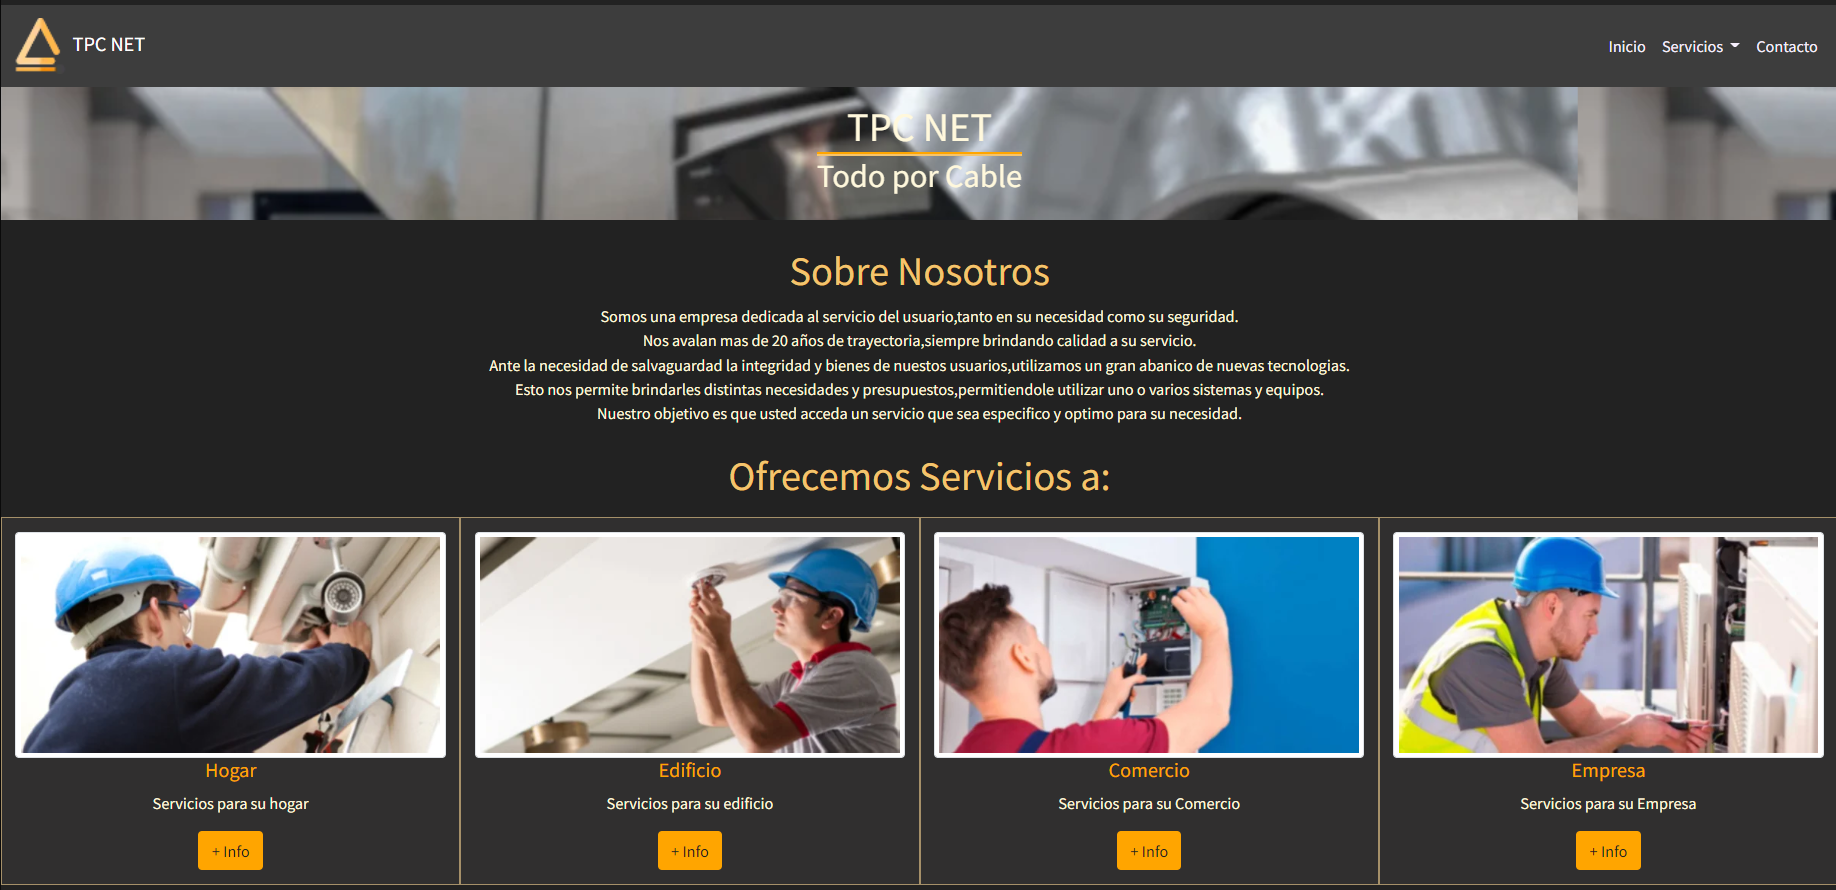 TPC NET
Inicio Servicios Contacto
TPC NET
Todo por Cable
Sobre Nosotros
Somos una empresa dedicada al servicio del usuario,tanto en su necesidad como su seguridad.
Nos avalan mas de 20 años de trayectoria,siempre brindando calidad a su servicio.
Ante la necesidad de salvaguardad la integridad y bienes de nuestos usuarios,utilizamos un gran abanico de nuevas tecnologias.
Esto nos permite brindarles distintas necesidades y presupuestos,permitiendole utilizar uno o varios sistemas y equipos.
Nuestro objetivo es que usted acceda un servicio que sea especifico y optimo para su necesidad.
Ofrecemos Servicios a:
Hogar
Servicios para su hogar
+ Info
Edificio
Servicios para su edificio
+ Info
Comercio
Servicios para su Comercio
+ Info
Empresa
Servicios para su Empresa
+ Info